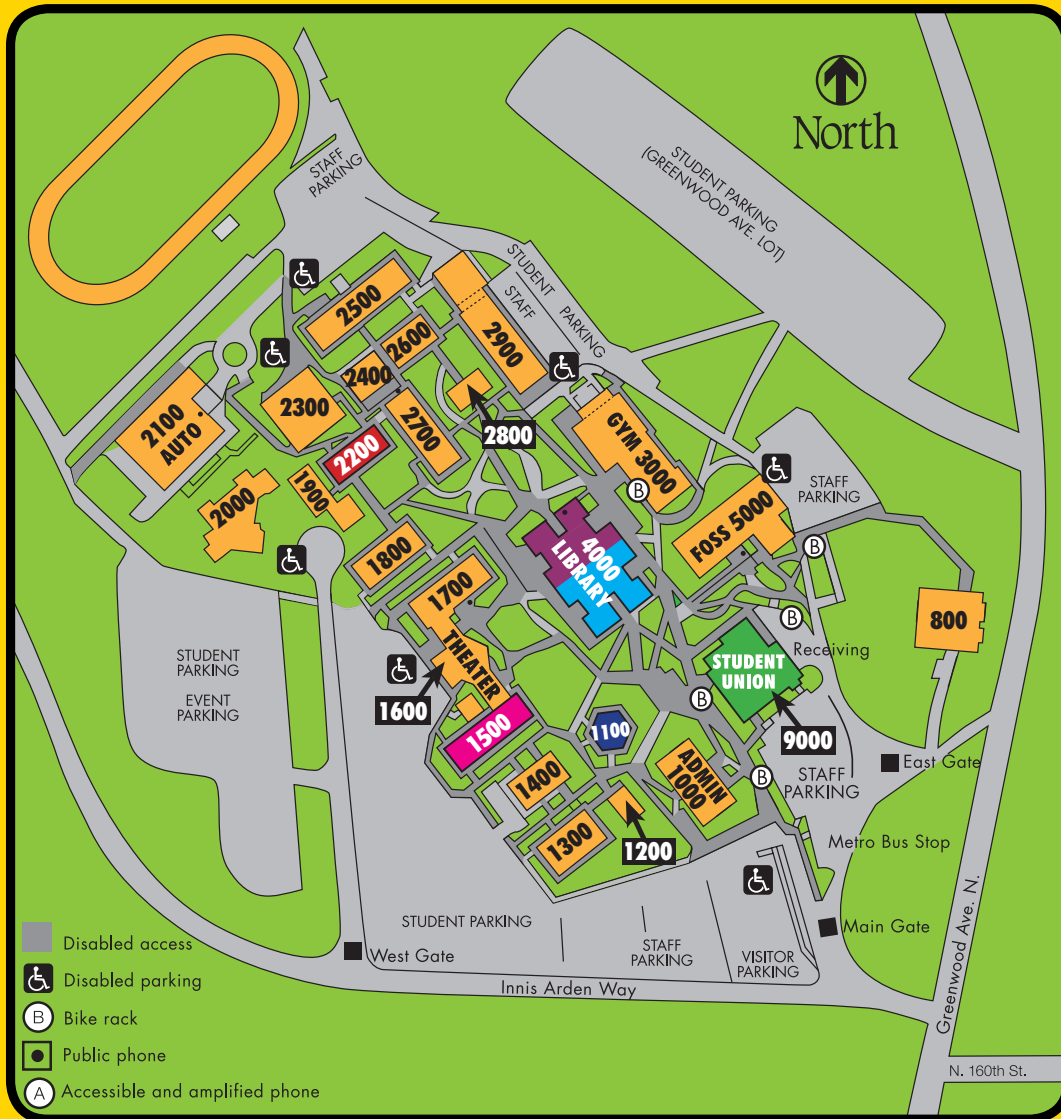 North
STAFF
PARKING
STUDENT PARKING
(GREENWOOD AVE. LOT)
STUDENT PARKING
STAFF
2500
2600
2900
2400
2300
2700
2800
2100
AUTO
2200
GYM 3000
B
1900
2000
STAFF
PARKING
FOSS 5000
B
4000
LIBRARY
1800
1700
THEATER
800
B
Receiving
STUDENT
UNION
B
STUDENT
PARKING
EVENT
PARKING
1600
1500
1100
9000
ADMIN
1000
B
STAFF
PARKING
East Gate
1400
1300
1200
Metro Bus Stop
STUDENT PARKING
STAFF
PARKING
VISITOR
PARKING
Main Gate
West Gate
Innis Arden Way
Greenwood Ave. N.
N. 160th St.
Disabled access
Disabled parking
B Bike rack
Public phone
A Accessible and amplified phone